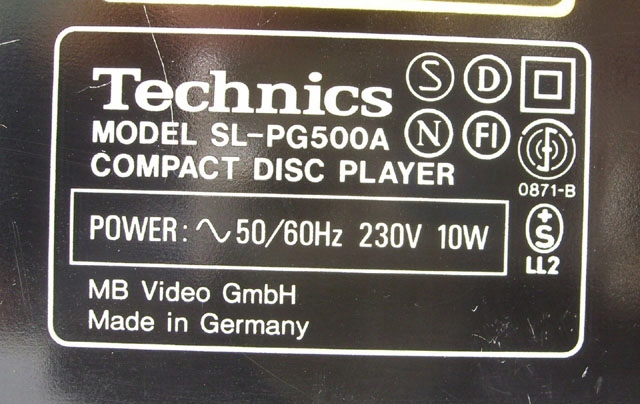 Technics
MODEL SL-PG500A
COMPACT DISC PLAYER
S D
N FI
0871-B
+S
LL2
POWER: ∿50/60Hz 230V 10W
MB Video GmbH
Made in Germany